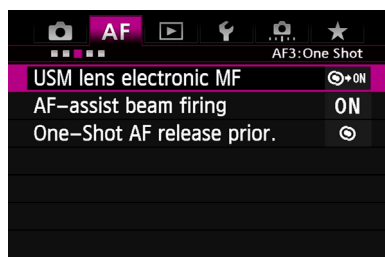 AF
AF3:One Shot
USM lens electronic MF
ON
AF-assist beam firing
ON
One-Shot AF release prior.